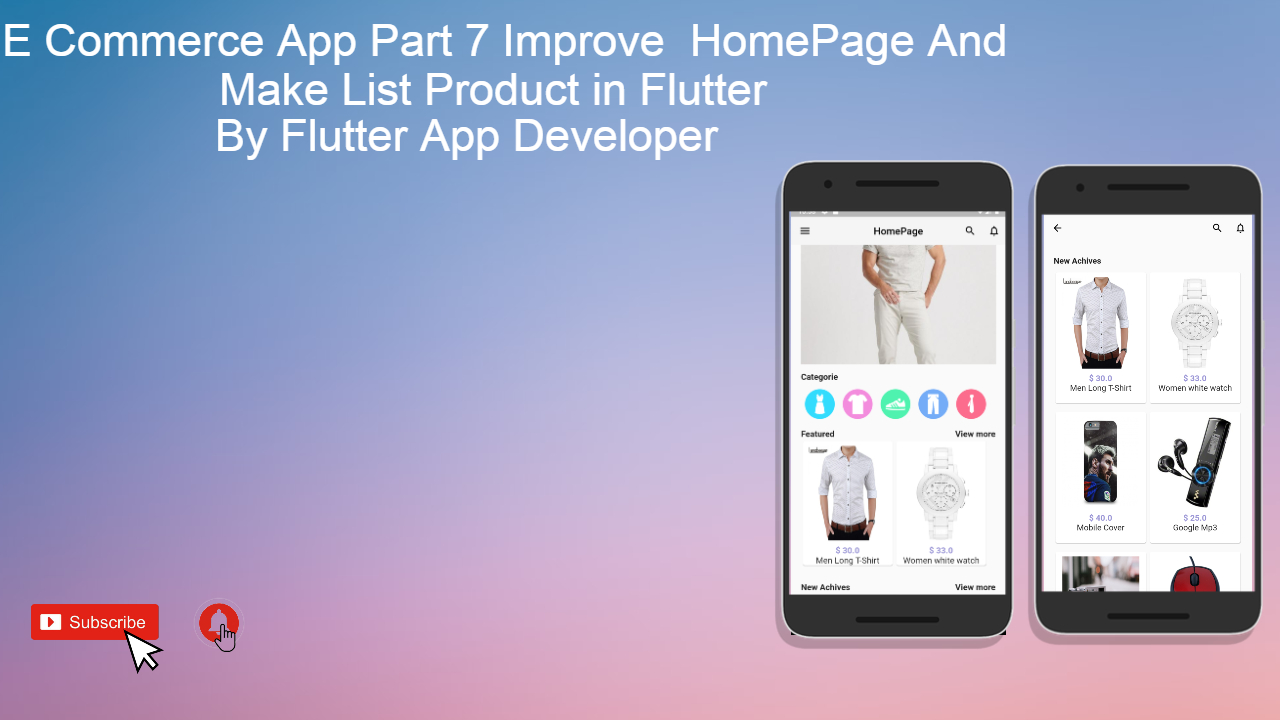 E Commerce App Part 7 Improve HomePage And
Make List Product in Flutter
By Flutter App Developer
HomePage
Categorie
Featured View more
$ 30.0 $ 33.0
Men Long T-Shirt Women white watch
New Achives View more
New Achives
$ 30.0 $ 33.0
Men Long T-Shirt Women white watch
$ 40.0 $ 25.0
Mobile Cover Google Mp3
Subscribe